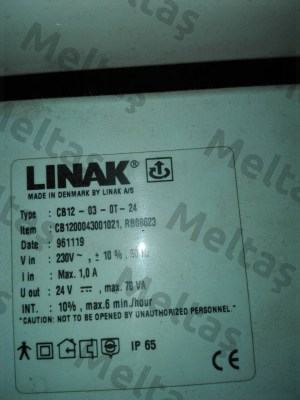 LINAK®
MADE IN DENMARK BY LINAK A/S
Type : CB12 - 03 - 0T - 24
Item : CB1200043001021,
Date : 961119
V in : 230V ~ , ± 10 %, 50 Hz
I in : Max. 1,0 A
U out : 24 V ⎓, max. 70 VA
INT. : 10%, max.6 min./hour
"CAUTION: NOT TO BE OPENED BY UNAUTHORIZED PERSONNEL"
IP 65
CE
Meltaş